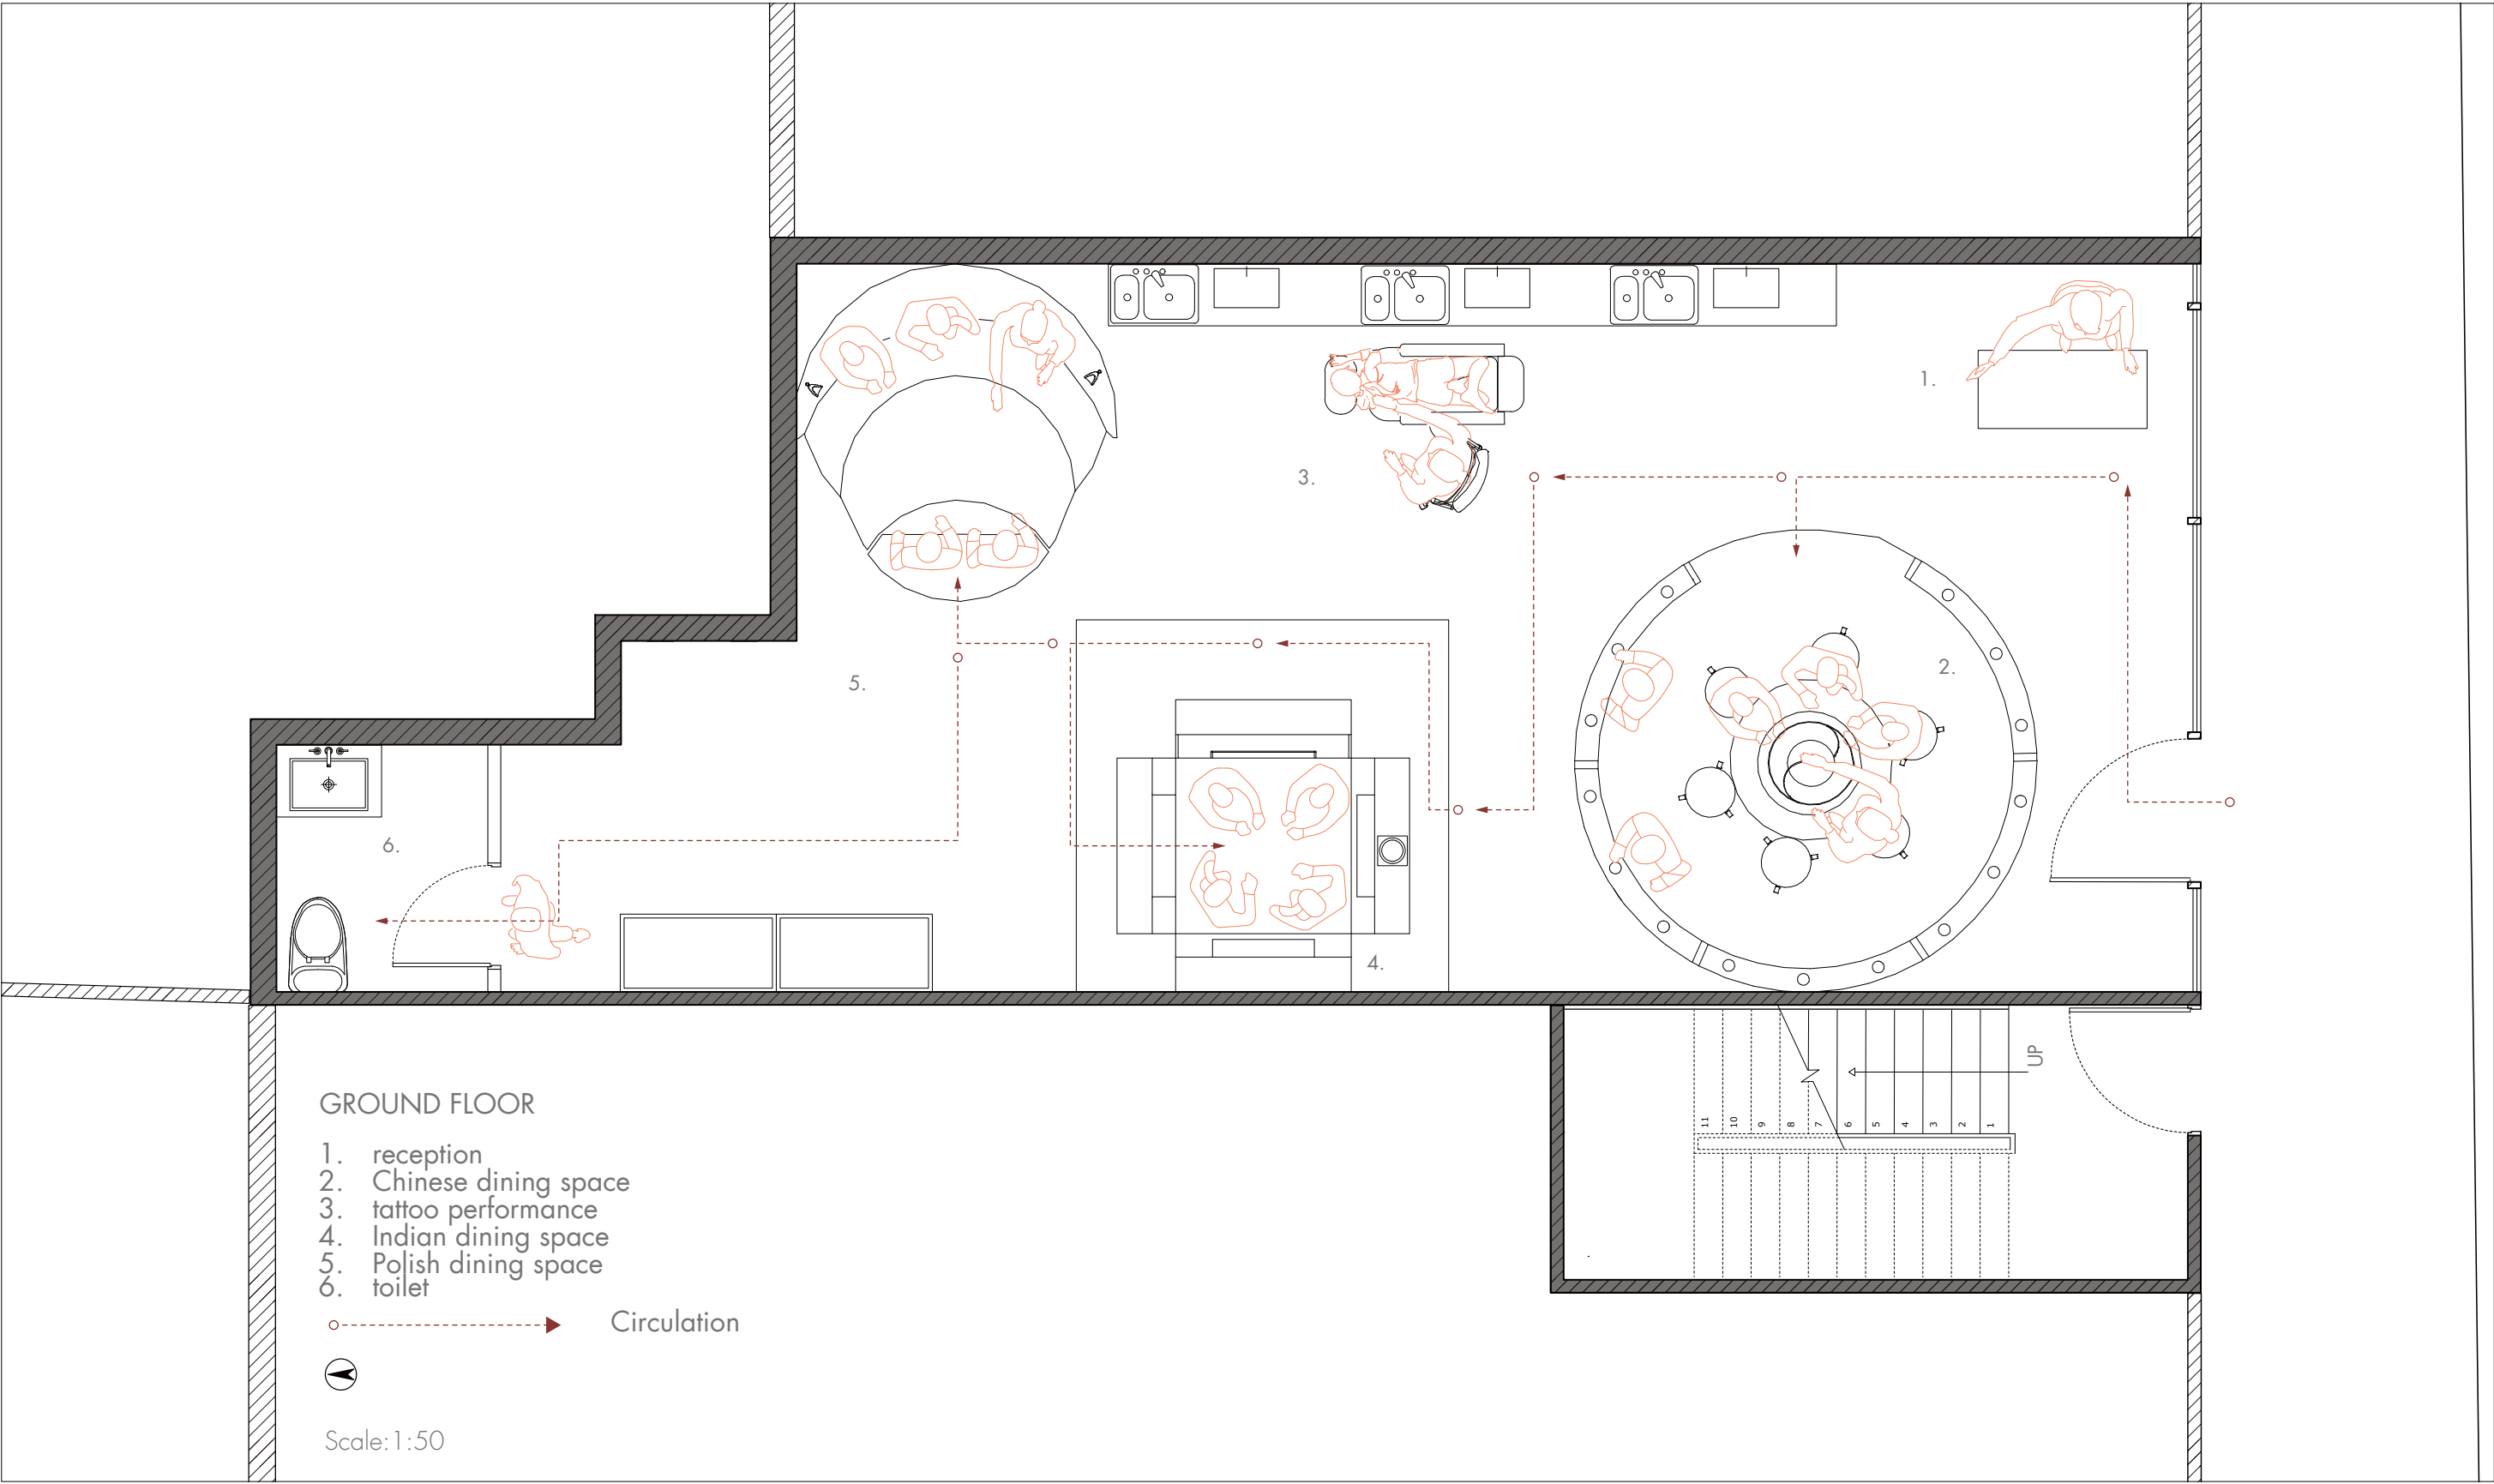 1.
3.
2.
5.
6.
4.
UP
11 10 9 8 7 6 5 4 3 2 1
GROUND FLOOR
1. reception
2. Chinese dining space
3. tattoo performance
4. Indian dining space
5. Polish dining space
6. toilet
Circulation
Scale:1:50